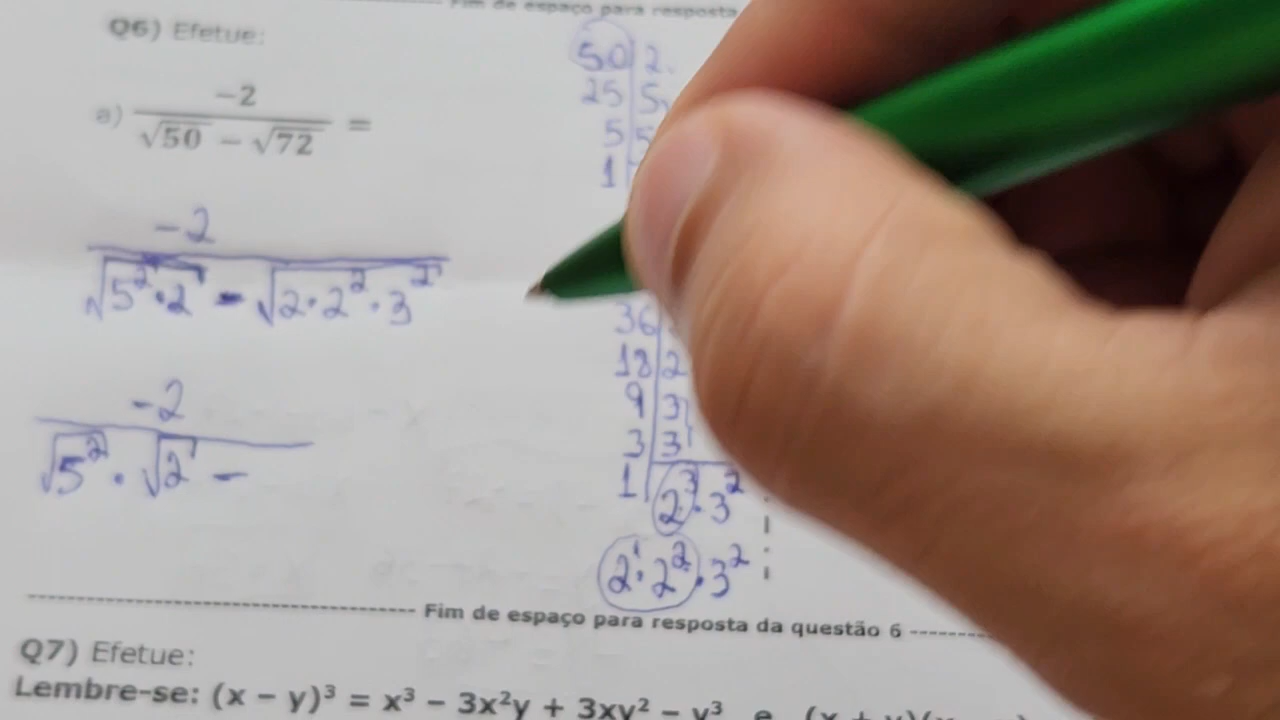 Fim de espaço para resposta
Q6) Efetue:
a) -2 / √50 - √72 =
-2 / √5²·2 - √2·2²·3²
-2 / √5² · √2 -
50 | 2
25 | 5
5 | 5
1
36
18 | 2
9 | 3
3 | 3
1 | 2³·3²
2¹·2²·3²
Fim de espaço para resposta da questão 6
Q7) Efetue:
Lembre-se: (x – y)³ = x³ – 3x²y + 3xy² – y³ e